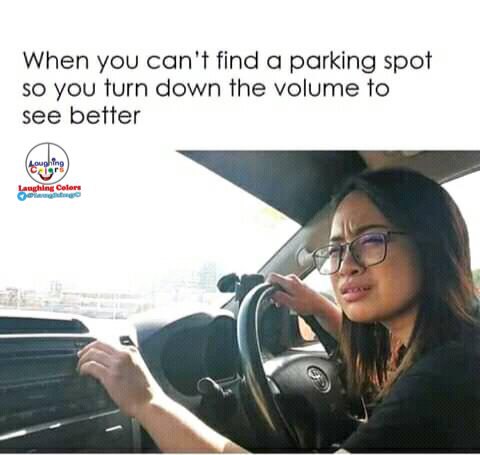 When you can't find a parking spot
so you turn down the volume to
see better
Laughing
Colors
Laughing Colors